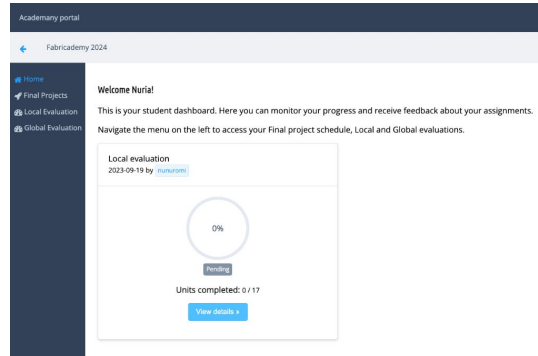 Academany portal
Fabricademy 2024
Home
Final Projects
Local Evaluation
Global Evaluation
Welcome Nuria!
This is your student dashboard. Here you can monitor your progress and receive feedback about your assignments.
Navigate the menu on the left to access your Final project schedule, Local and Global evaluations.
Local evaluation
2023-09-19 by nunuromi
0%
Pending
Units completed: 0 / 17
View details »